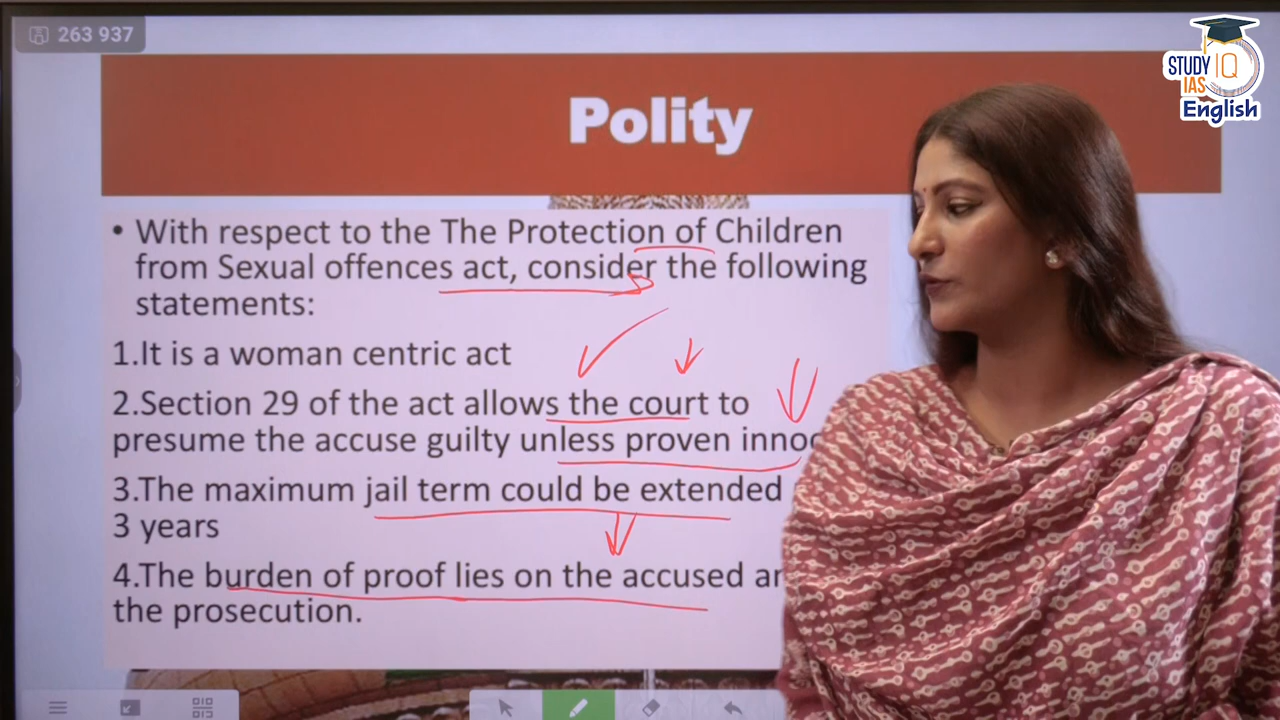 263 937
STUDY IQ
IAS
English
Polity
• With respect to the The Protection of Children
from Sexual offences act, consider the following
statements:
1.It is a woman centric act
2.Section 29 of the act allows the court to
presume the accuse guilty unless proven
3.The maximum jail term could be extended
3 years
4.The burden of proof lies on the accused
the prosecution.